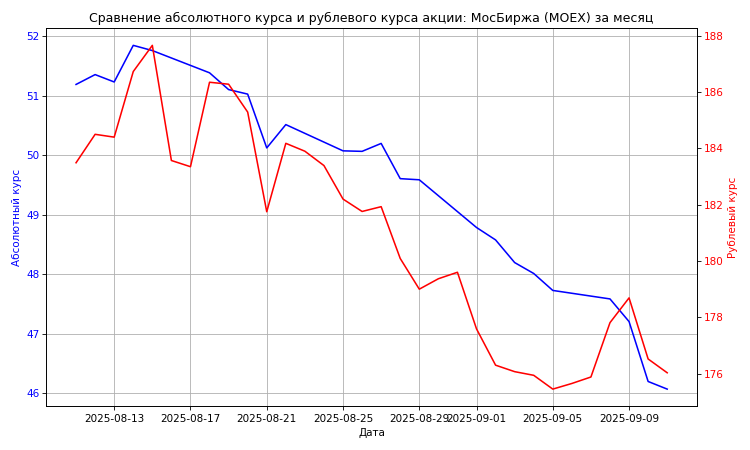 Сравнение абсолютного курса и рублевого курса акции: МосБиржа (MOEX) за месяц
52
51
50
49
48
47
46
Абсолютный курс
188
186
184
182
180
178
176
Рублевый курс
2025-08-13 2025-08-17 2025-08-21 2025-08-25 2025-08-29 2025-09-01 2025-09-05 2025-09-09
Дата